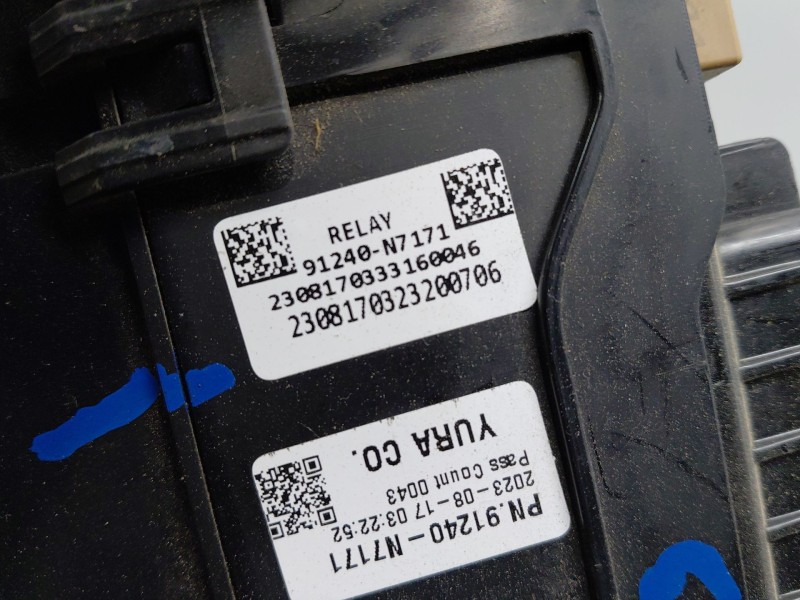 RELAY
91240-N7171
2308170333160046
2308170323200706
PN.91240-N7171
2023-08-17 03:22:52
Pass Count 0043
YURA CO.